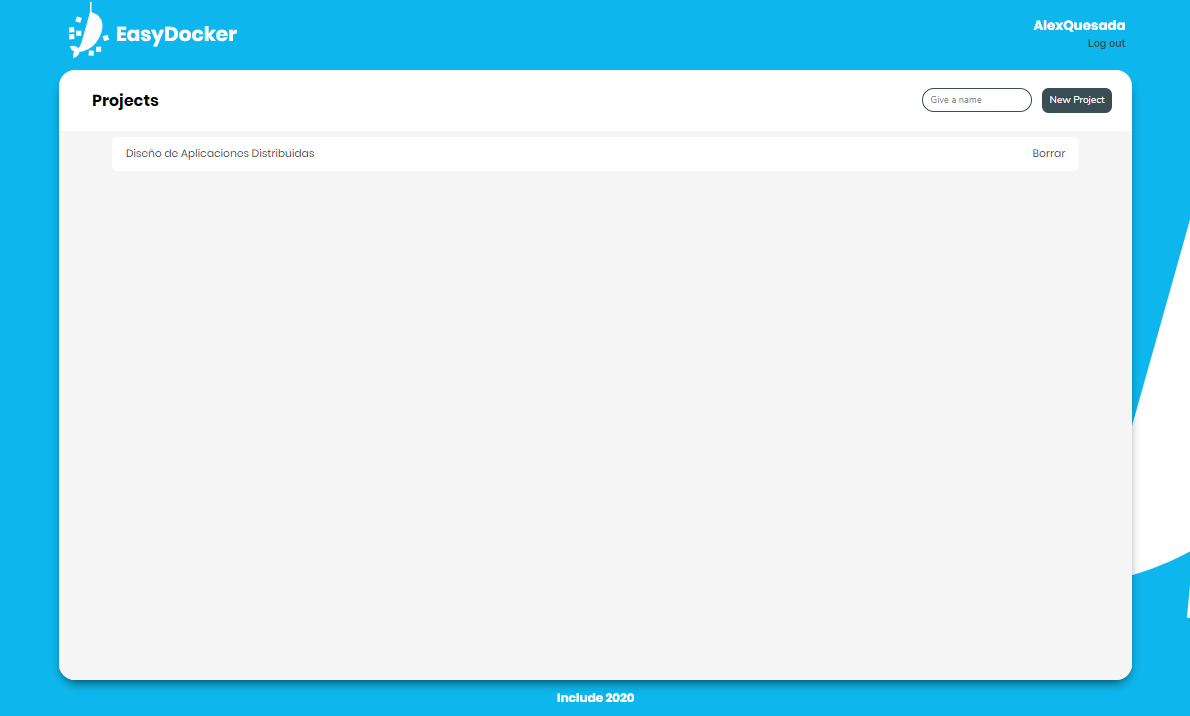 EasyDocker
AlexQuesada
Log out
Projects
Give a name
New Project
Diseño de Aplicaciones Distribuidas
Borrar
Include 2020